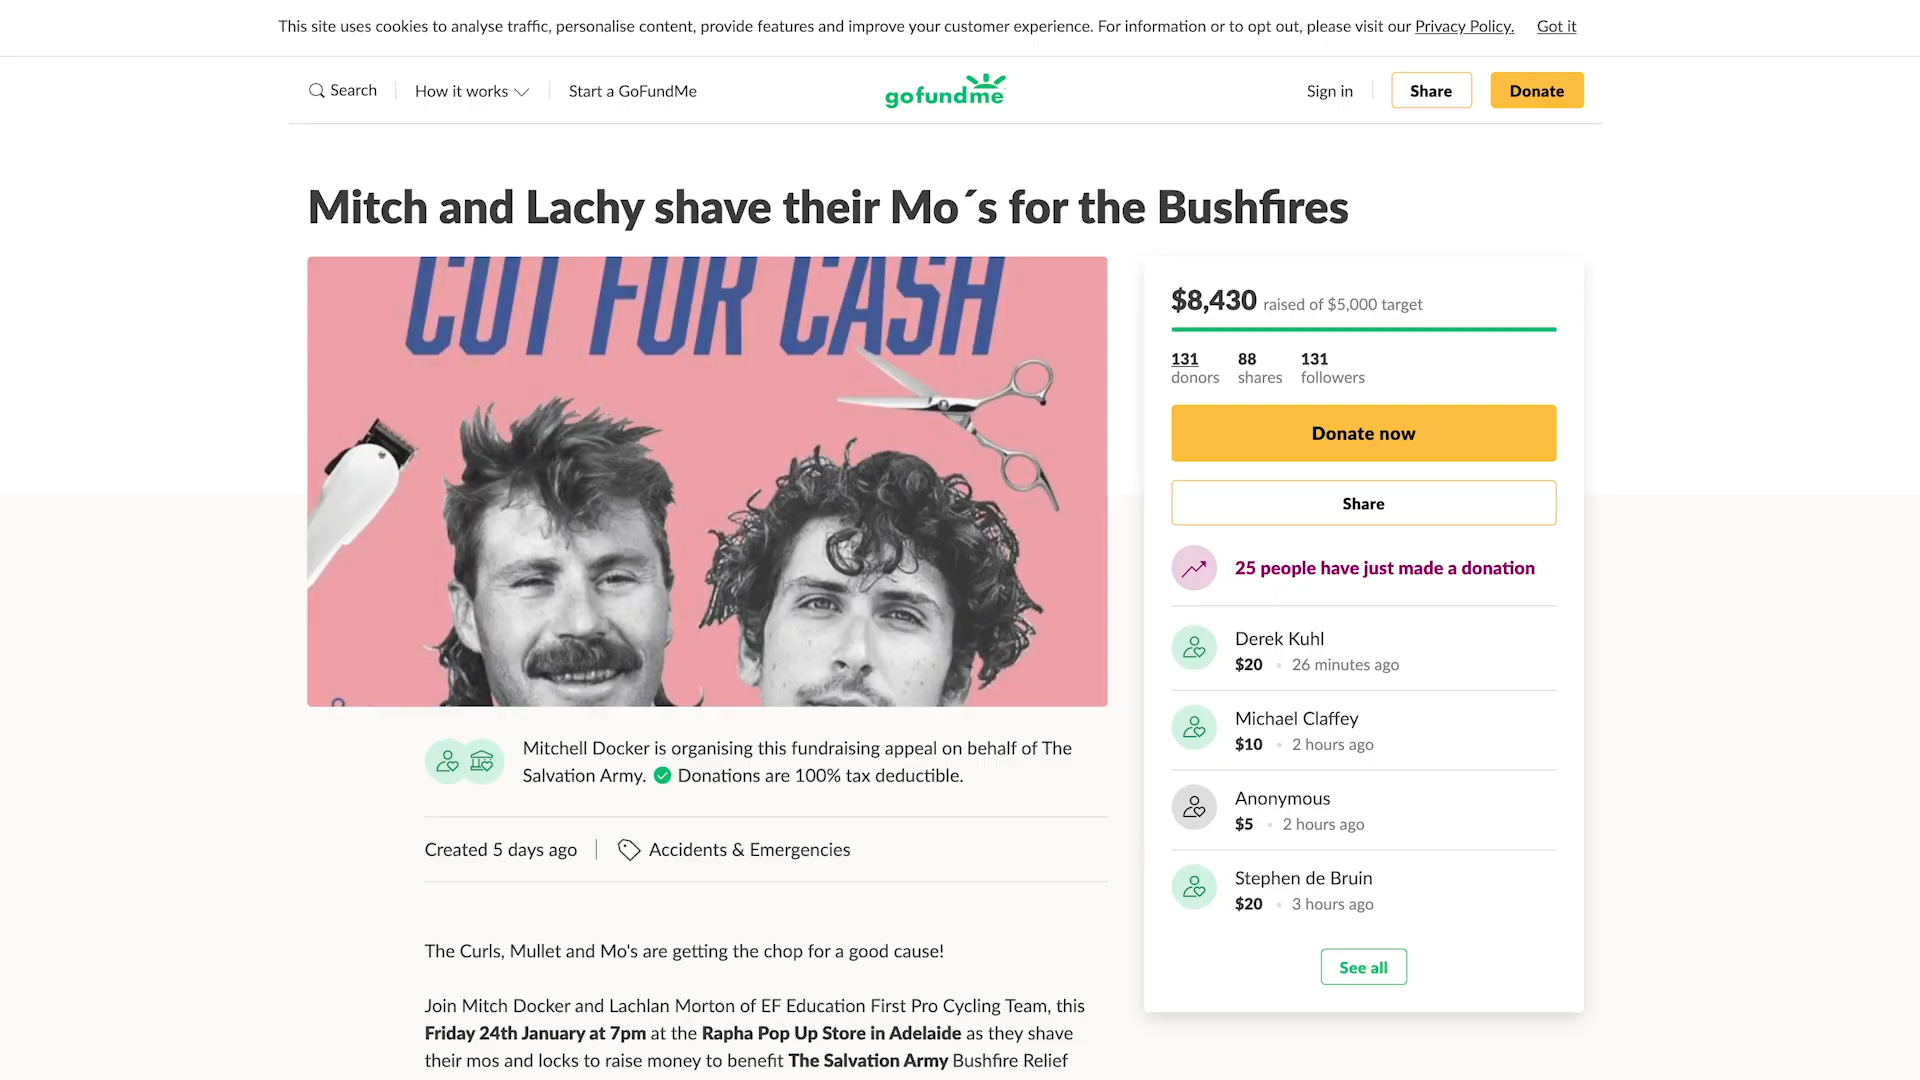 This site uses cookies to analyse traffic, personalise content, provide features and improve your customer experience. For information or to opt out, please visit our Privacy Policy. Got it
Search
How it works
Start a GoFundMe
gofundme
Sign in
Share
Donate
Mitch and Lachy shave their Mo´s for the Bushfires
CUT FOR CASH
$8,430 raised of $5,000 target
131 donors
88 shares
131 followers
Donate now
Share
25 people have just made a donation
Derek Kuhl
$20 • 26 minutes ago
Michael Claffey
$10 • 2 hours ago
Anonymous
$5 • 2 hours ago
Stephen de Bruin
$20 • 3 hours ago
See all
Mitchell Docker is organising this fundraising appeal on behalf of The
Salvation Army. Donations are 100% tax deductible.
Created 5 days ago
Accidents & Emergencies
The Curls, Mullet and Mo's are getting the chop for a good cause!
Join Mitch Docker and Lachlan Morton of EF Education First Pro Cycling Team, this
Friday 24th January at 7pm at the Rapha Pop Up Store in Adelaide as they shave
their mos and locks to raise money to benefit The Salvation Army Bushfire Relief